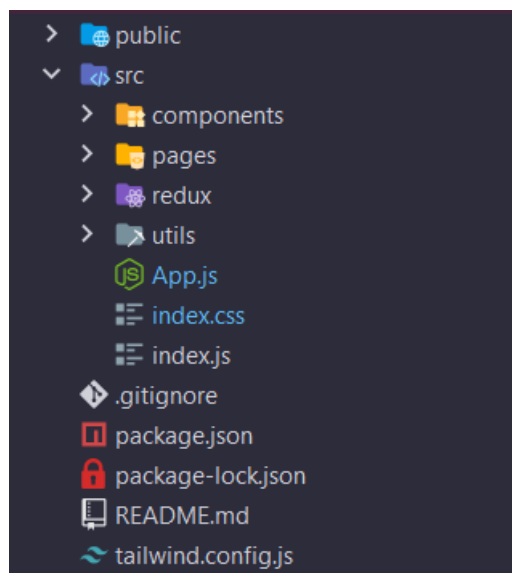 public
src
components
pages
redux
utils
App.js
index.css
index.js
.gitignore
package.json
package-lock.json
README.md
tailwind.config.js